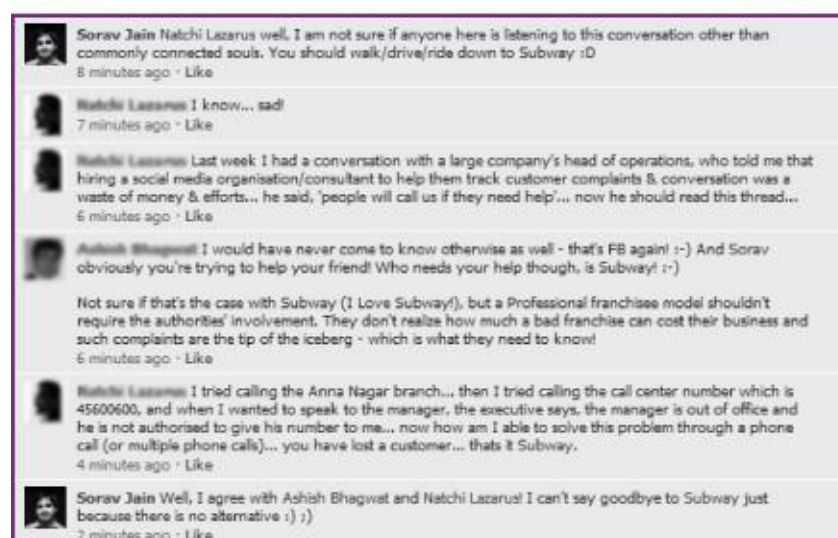 Sorav Jain Natchi Lazarus well, I am not sure if anyone here is listening to this conversation other than
commonly connected souls. You should walk/drive/ride down to Subway :D
8 minutes ago · Like
Natchi Lazarus I know... sad!
7 minutes ago · Like
Natchi Lazarus Last week I had a conversation with a large company's head of operations, who told me that
hiring a social media organisation/consultant to help them track customer complaints & conversation was a
waste of money & efforts... he said, 'people will call us if they need help'... now he should read this thread...
6 minutes ago · Like
Ashish Bhagwat I would have never come to know otherwise as well - that's FB again! :-) And Sorav
obviously you're trying to help your friend! Who needs your help though, is Subway! :-)
Not sure if that's the case with Subway (I Love Subway!), but a Professional franchisee model shouldn't
require the authorities' involvement. They don't realize how much a bad franchise can cost their business and
such complaints are the tip of the iceberg - which is what they need to know!
6 minutes ago · Like
Natchi Lazarus I tried calling the Anna Nagar branch... then I tried calling the call center number which is
45600600, and when I wanted to speak to the manager, the executive says, the manager is out of office and
he is not authorised to give his number to me... now how am I able to solve this problem through a phone
call (or multiple phone calls)... you have lost a customer... thats it Subway.
4 minutes ago · Like
Sorav Jain Well, I agree with Ashish Bhagwat and Natchi Lazarus! I can't say goodbye to Subway just
because there is no alternative :) ;)
2 minutes ago · Like